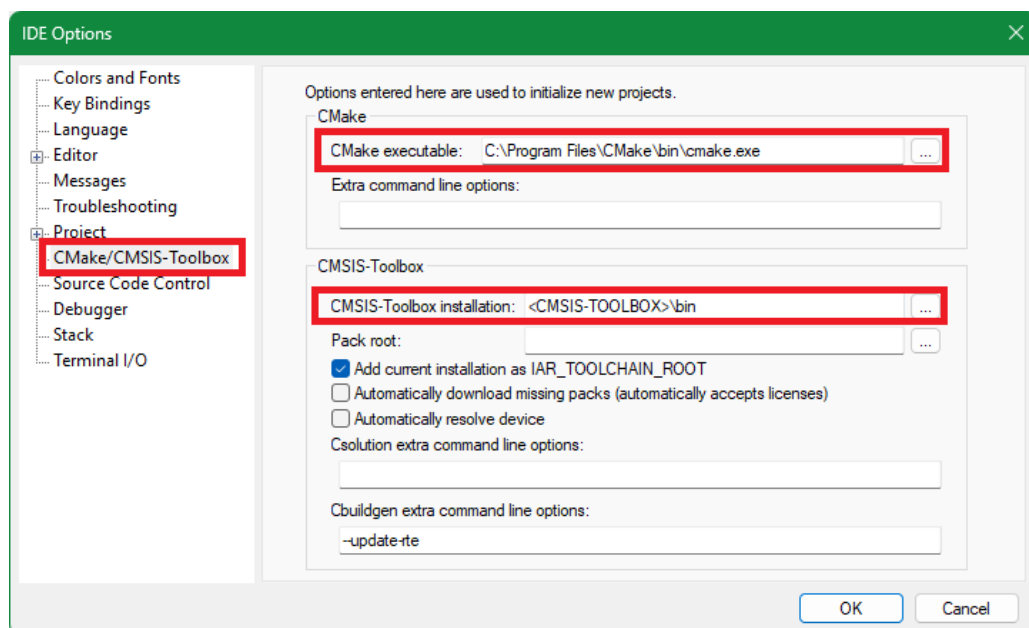 IDE Options
Colors and Fonts
Key Bindings
Language
Editor
Messages
Troubleshooting
Project
CMake/CMSIS-Toolbox
Source Code Control
Debugger
Stack
Terminal I/O
Options entered here are used to initialize new projects.
CMake
CMake executable: C:\Program Files\CMake\bin\cmake.exe ...
Extra command line options:
CMSIS-Toolbox
CMSIS-Toolbox installation: <CMSIS-TOOLBOX>\bin ...
Pack root: ...
Add current installation as IAR_TOOLCHAIN_ROOT
Automatically download missing packs (automatically accepts licenses)
Automatically resolve device
Csolution extra command line options:
Cbuildgen extra command line options:
--update-rte
OK Cancel